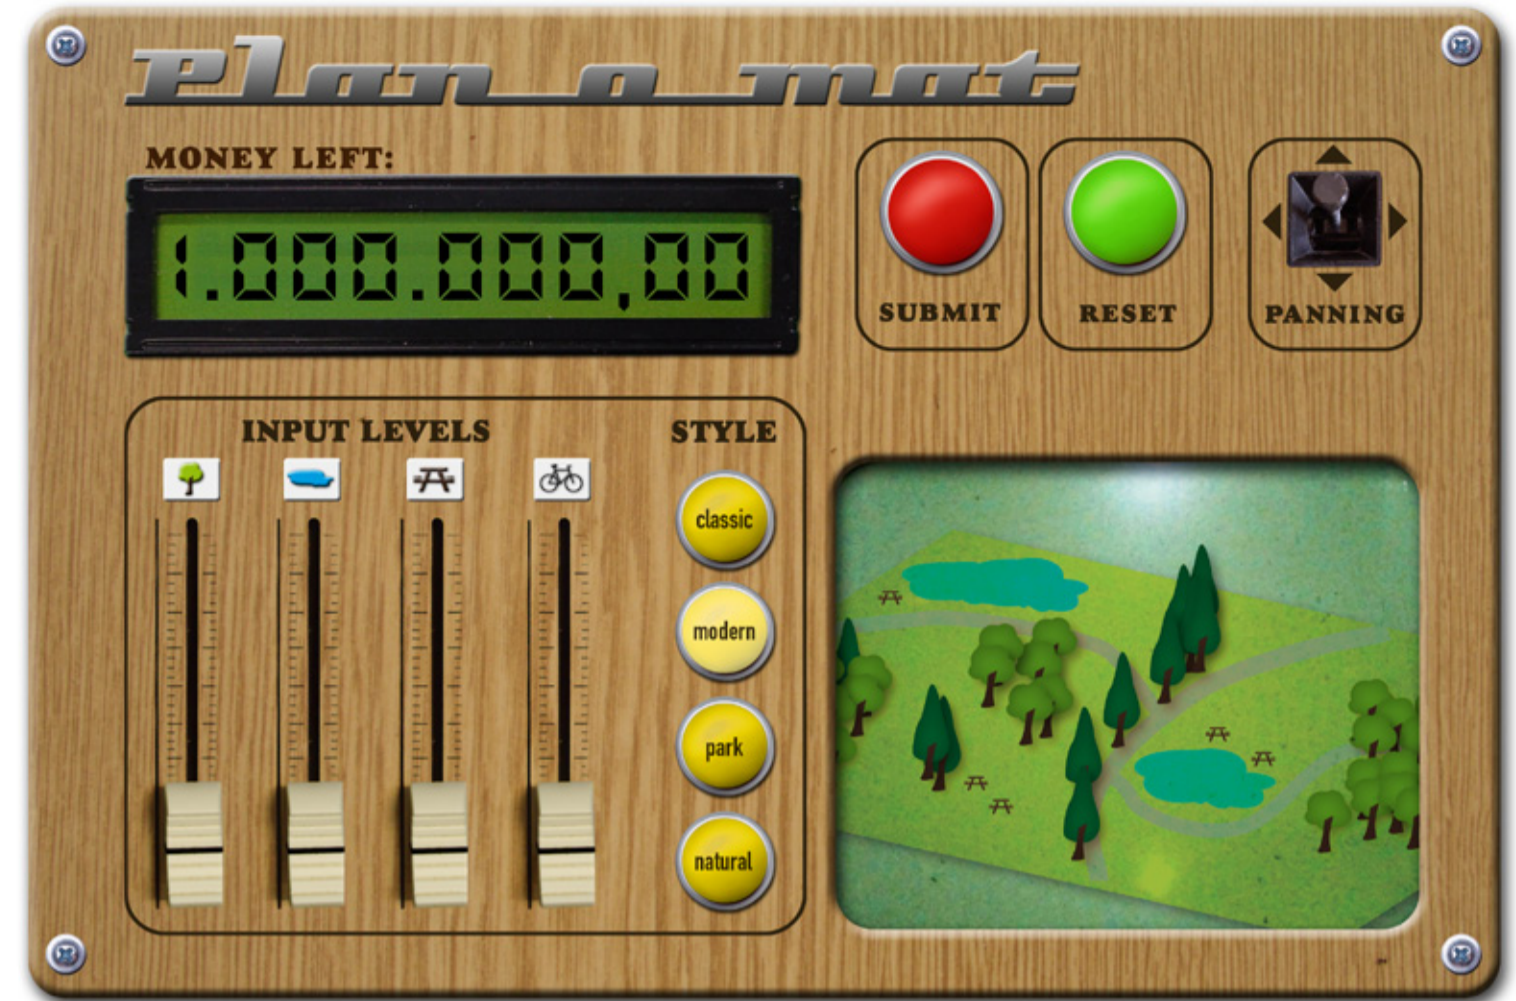 Plan o mat
MONEY LEFT:
1.000.000,00
SUBMIT
RESET
PANNING
INPUT LEVELS
STYLE
classic
modern
park
natural